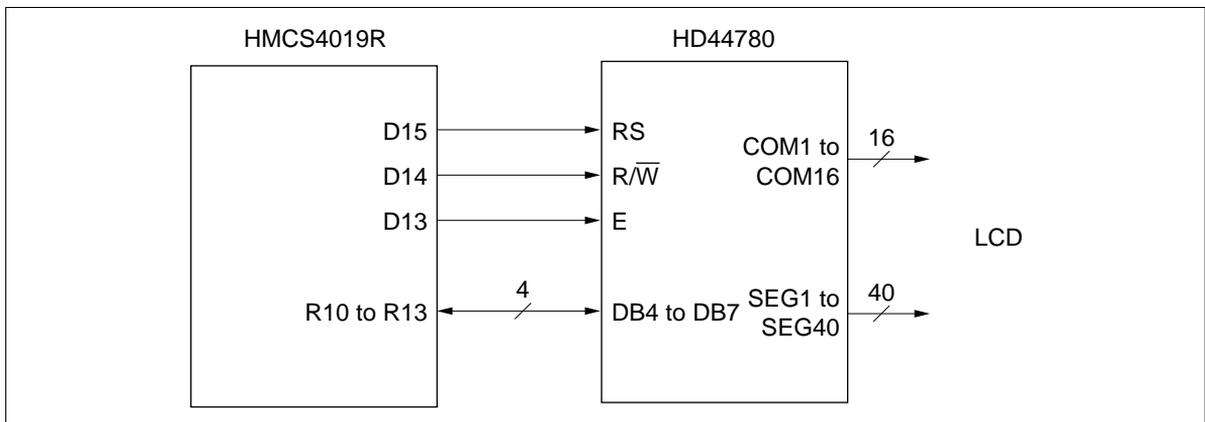 HMCS4019R
HD44780
D15
RS
D14
R/W̅
D13
E
R10 to R13
4
DB4 to DB7
COM1 to
COM16
16
SEG1 to
SEG40
40
LCD